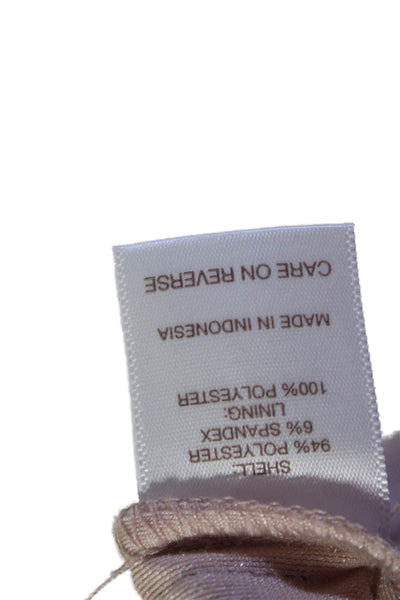 SHELL:
94% POLYESTER
6% SPANDEX
LINING:
100% POLYESTER
MADE IN INDONESIA
CARE ON REVERSE